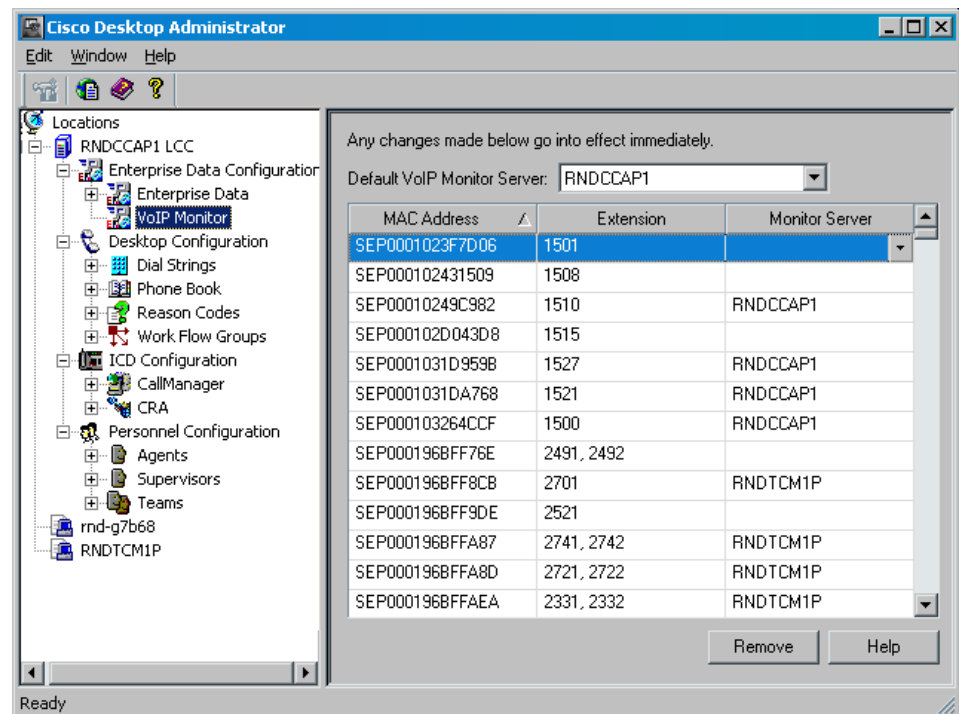 Cisco Desktop Administrator
Edit Window Help
Locations
RNDCCAP1 LCC
Enterprise Data Configuration
Enterprise Data
VoIP Monitor
Desktop Configuration
Dial Strings
Phone Book
Reason Codes
Work Flow Groups
ICD Configuration
CallManager
CRA
Personnel Configuration
Agents
Supervisors
Teams
rnd-g7b68
RNDTCM1P
Any changes made below go into effect immediately.
Default VoIP Monitor Server: RNDCCAP1
MAC Address Extension Monitor Server
SEP0001023F7D06 1501
SEP000102431509 1508
SEP00010249C982 1510 RNDCCAP1
SEP000102D043D8 1515
SEP0001031D959B 1527 RNDCCAP1
SEP0001031DA768 1521 RNDCCAP1
SEP000103264CCF 1500 RNDCCAP1
SEP000196BFF76E 2491, 2492
SEP000196BFF8CB 2701 RNDTCM1P
SEP000196BFF9DE 2521
SEP000196BFFA87 2741, 2742 RNDTCM1P
SEP000196BFFA8D 2721, 2722 RNDTCM1P
SEP000196BFFAEA 2331, 2332 RNDTCM1P
Remove Help
Ready